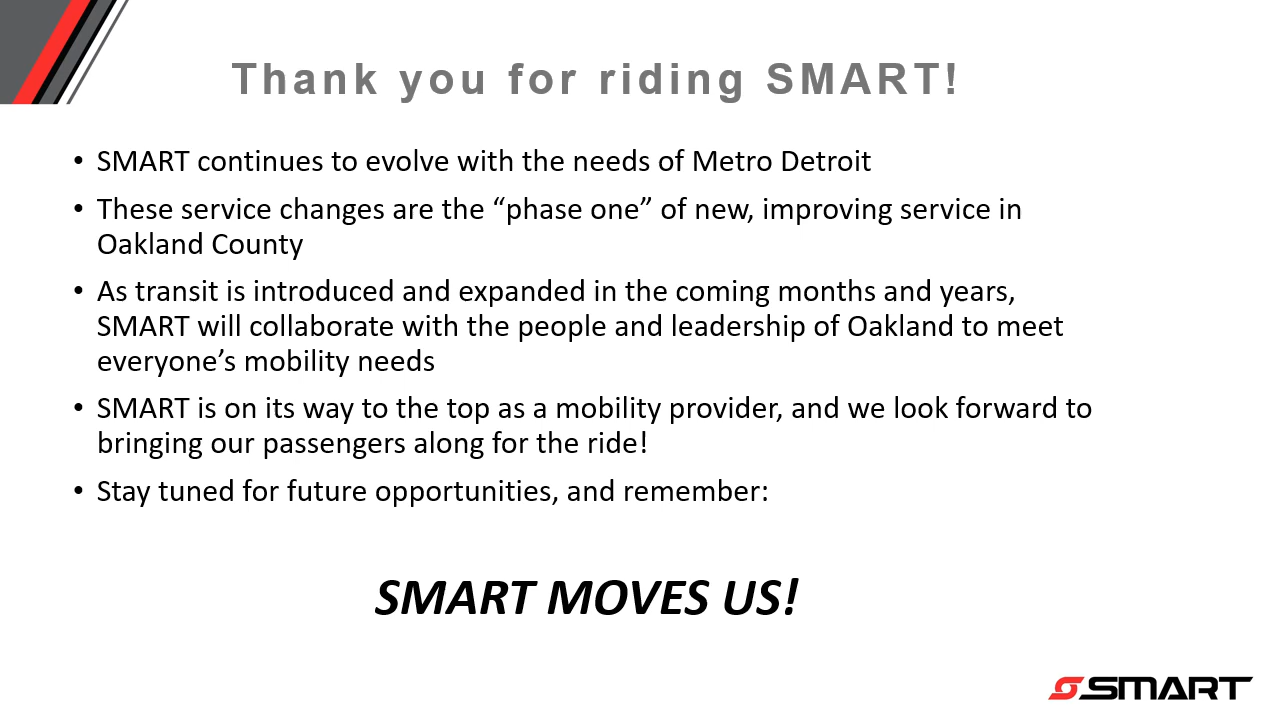 Thank you for riding SMART!
• SMART continues to evolve with the needs of Metro Detroit
• These service changes are the “phase one” of new, improving service in
Oakland County
• As transit is introduced and expanded in the coming months and years,
SMART will collaborate with the people and leadership of Oakland to meet
everyone’s mobility needs
• SMART is on its way to the top as a mobility provider, and we look forward to
bringing our passengers along for the ride!
• Stay tuned for future opportunities, and remember:
SMART MOVES US!
SMART